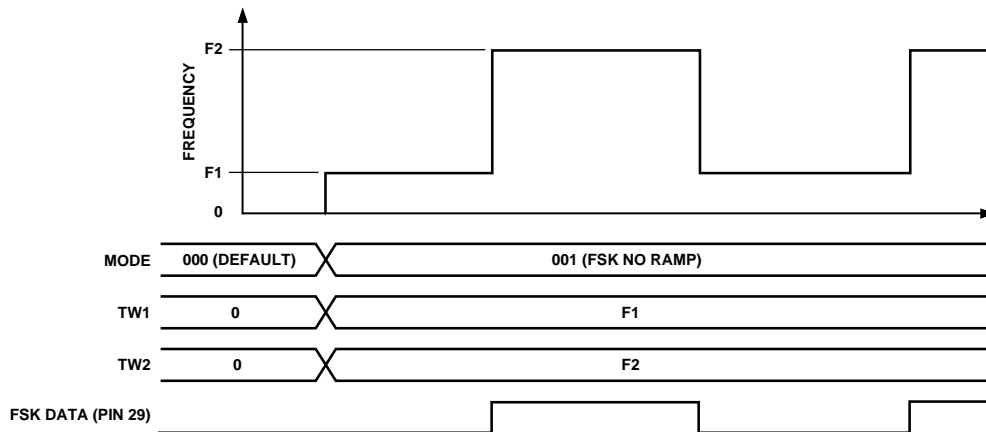 F2
FREQUENCY
F1
0
MODE 000 (DEFAULT) 001 (FSK NO RAMP)
TW1 0 F1
TW2 0 F2
FSK DATA (PIN 29)